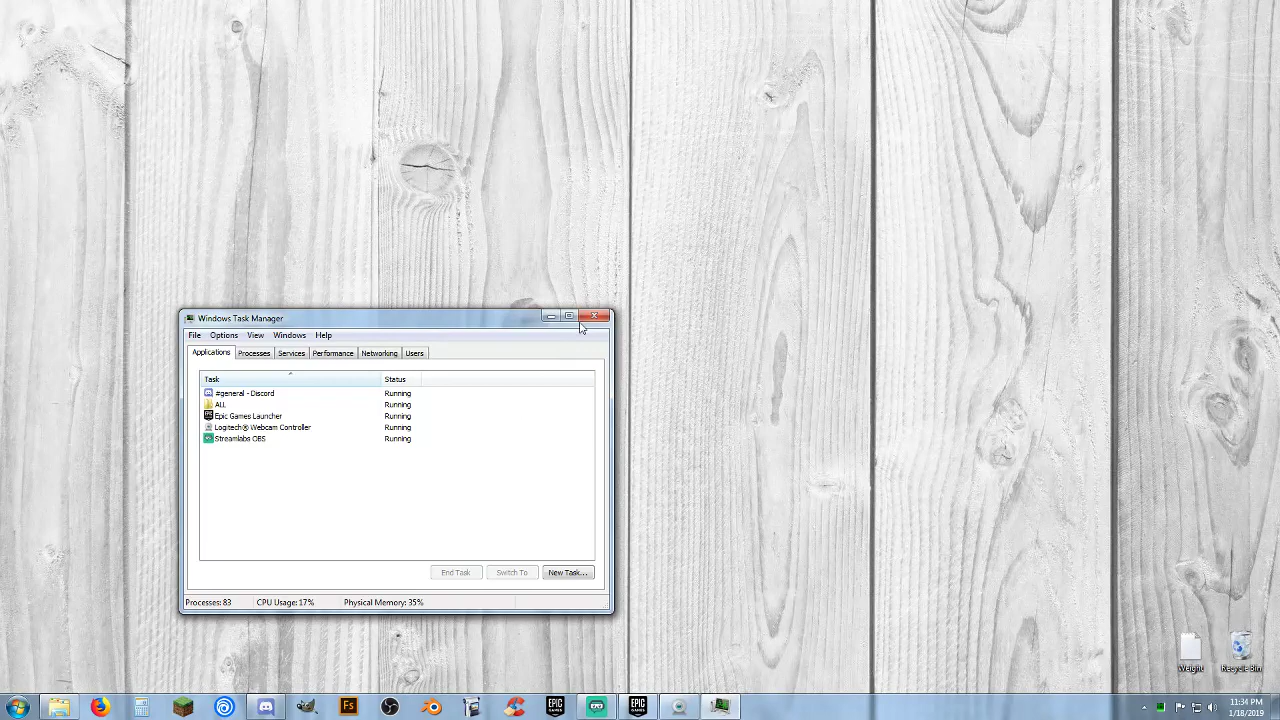 Windows Task Manager
File Options View Windows Help
Applications Processes Services Performance Networking Users
Task Status
#general - Discord Running
ALL Running
Epic Games Launcher Running
Logitech® Webcam Controller Running
Streamlabs OBS Running
End Task Switch To New Task...
Processes: 83 CPU Usage: 17% Physical Memory: 35%
Weight Recycle Bin
Fs
EPIC
GAMES
EPIC
GAMES
11:34 PM
1/18/2019